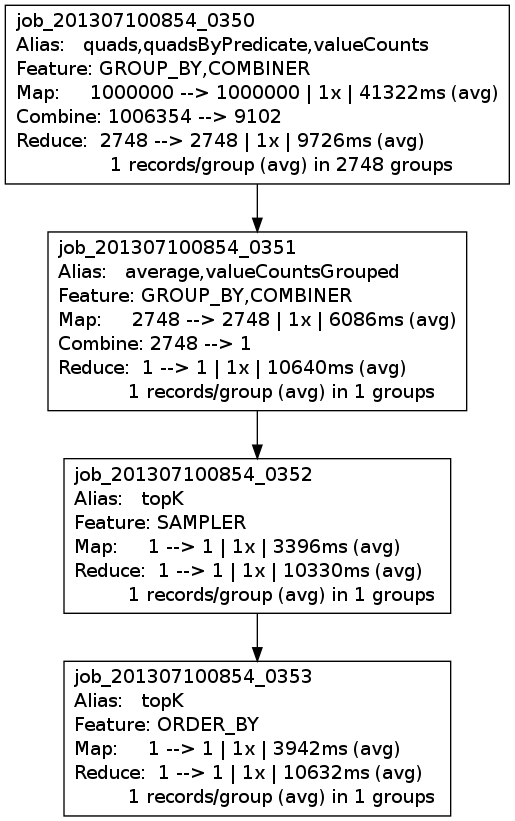 job_201307100854_0350
Alias: quads,quadsByPredicate,valueCounts
Feature: GROUP_BY,COMBINER
Map: 1000000 --> 1000000 | 1x | 41322ms (avg)
Combine: 1006354 --> 9102
Reduce: 2748 --> 2748 | 1x | 9726ms (avg)
1 records/group (avg) in 2748 groups
job_201307100854_0351
Alias: average,valueCountsGrouped
Feature: GROUP_BY,COMBINER
Map: 2748 --> 2748 | 1x | 6086ms (avg)
Combine: 2748 --> 1
Reduce: 1 --> 1 | 1x | 10640ms (avg)
1 records/group (avg) in 1 groups
job_201307100854_0352
Alias: topK
Feature: SAMPLER
Map: 1 --> 1 | 1x | 3396ms (avg)
Reduce: 1 --> 1 | 1x | 10330ms (avg)
1 records/group (avg) in 1 groups
job_201307100854_0353
Alias: topK
Feature: ORDER_BY
Map: 1 --> 1 | 1x | 3942ms (avg)
Reduce: 1 --> 1 | 1x | 10632ms (avg)
1 records/group (avg) in 1 groups